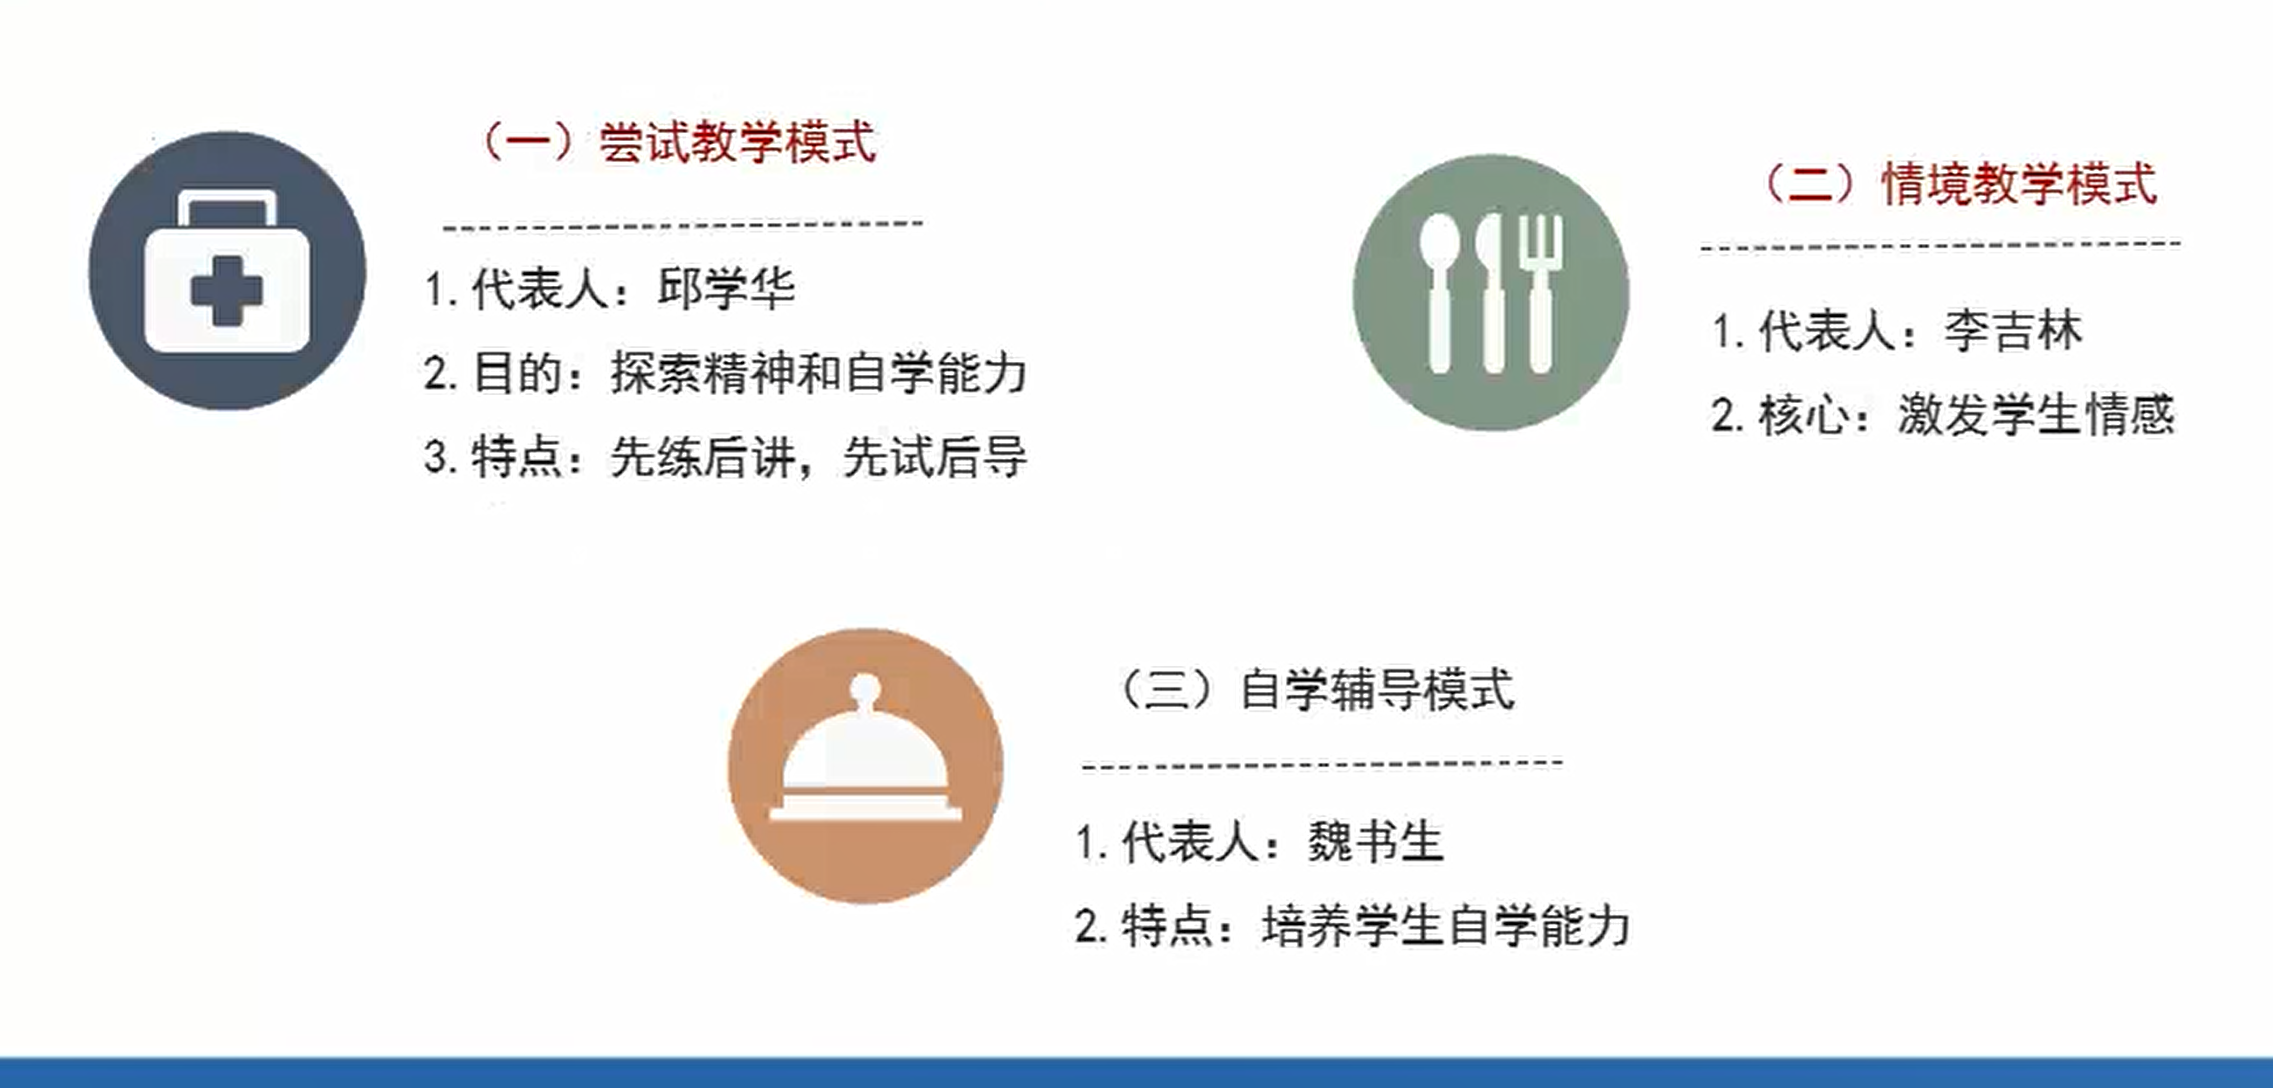 （一）尝试教学模式
1.代表人：邱学华
2.目的：探索精神和自学能力
3.特点：先练后讲，先试后导
（二）情境教学模式
1.代表人：李吉林
2.核心：激发学生情感
（三）自学辅导模式
1.代表人：魏书生
2.特点：培养学生自学能力